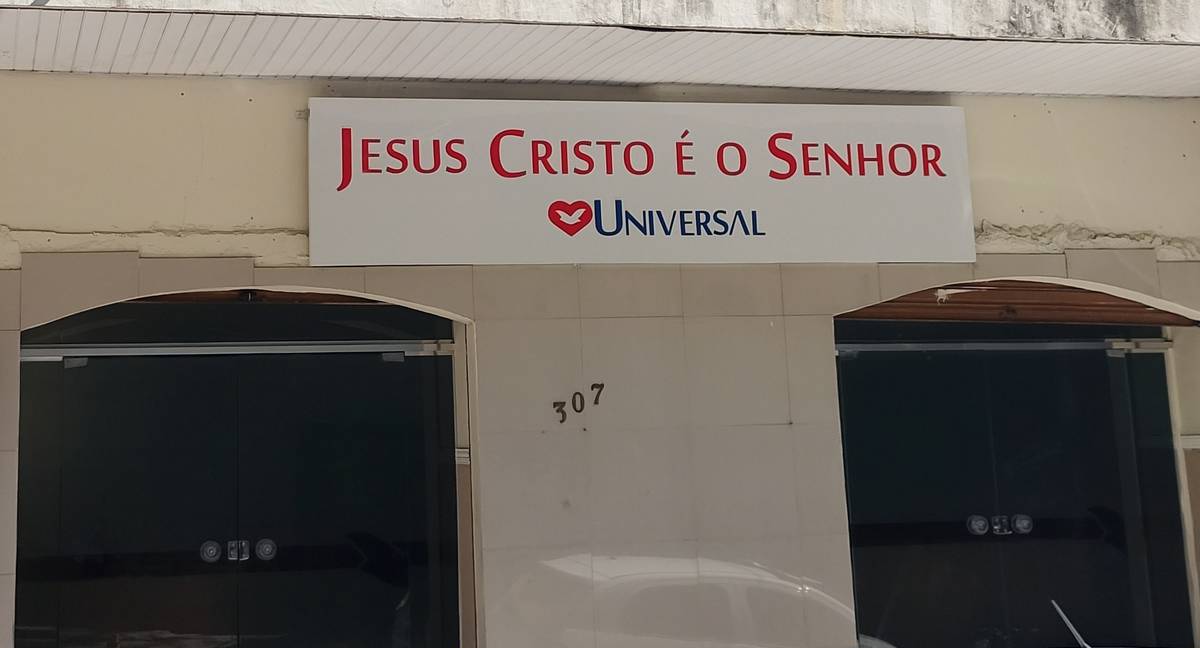 JESUS CRISTO É O SENHOR
UNIVERSAL
307